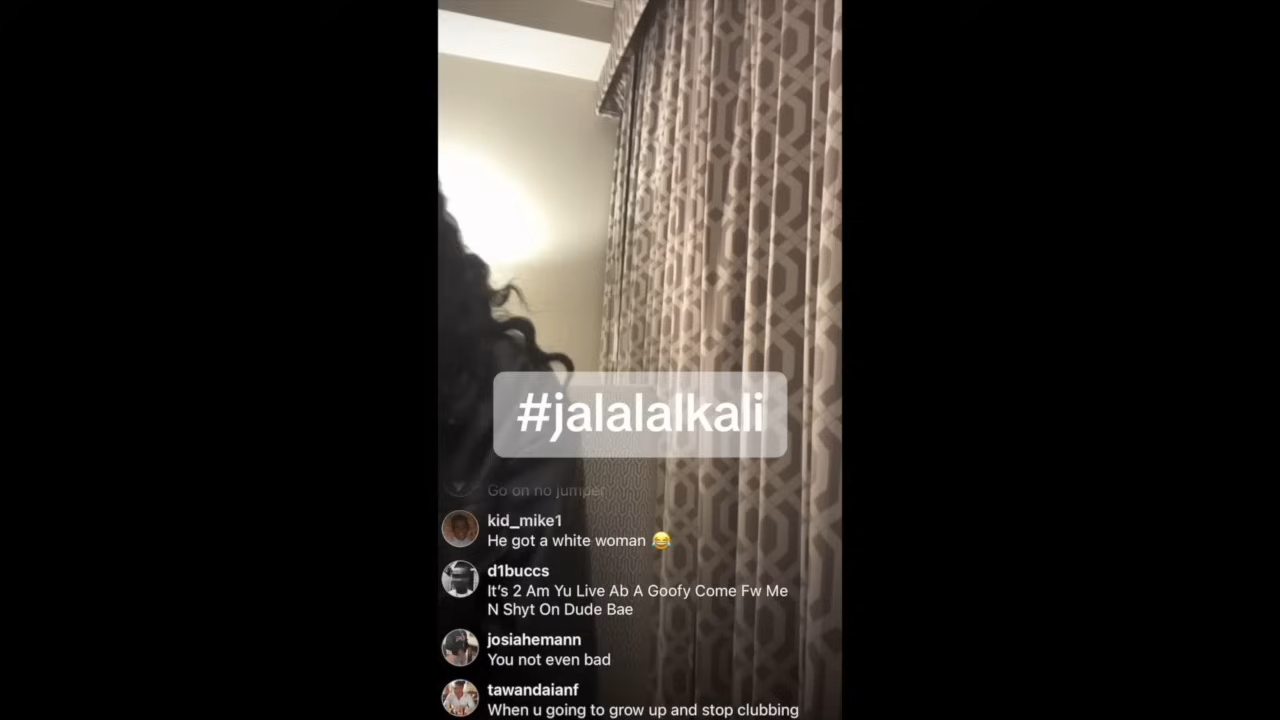 #jalalalkali
Go on no jumper
kid_mike1
He got a white woman 😂
d1buccs
It's 2 Am Yu Live Ab A Goofy Come Fw Me
N Shyt On Dude Bae
josiahemann
You not even bad
tawandaianf
When u going to grow up and stop clubbing